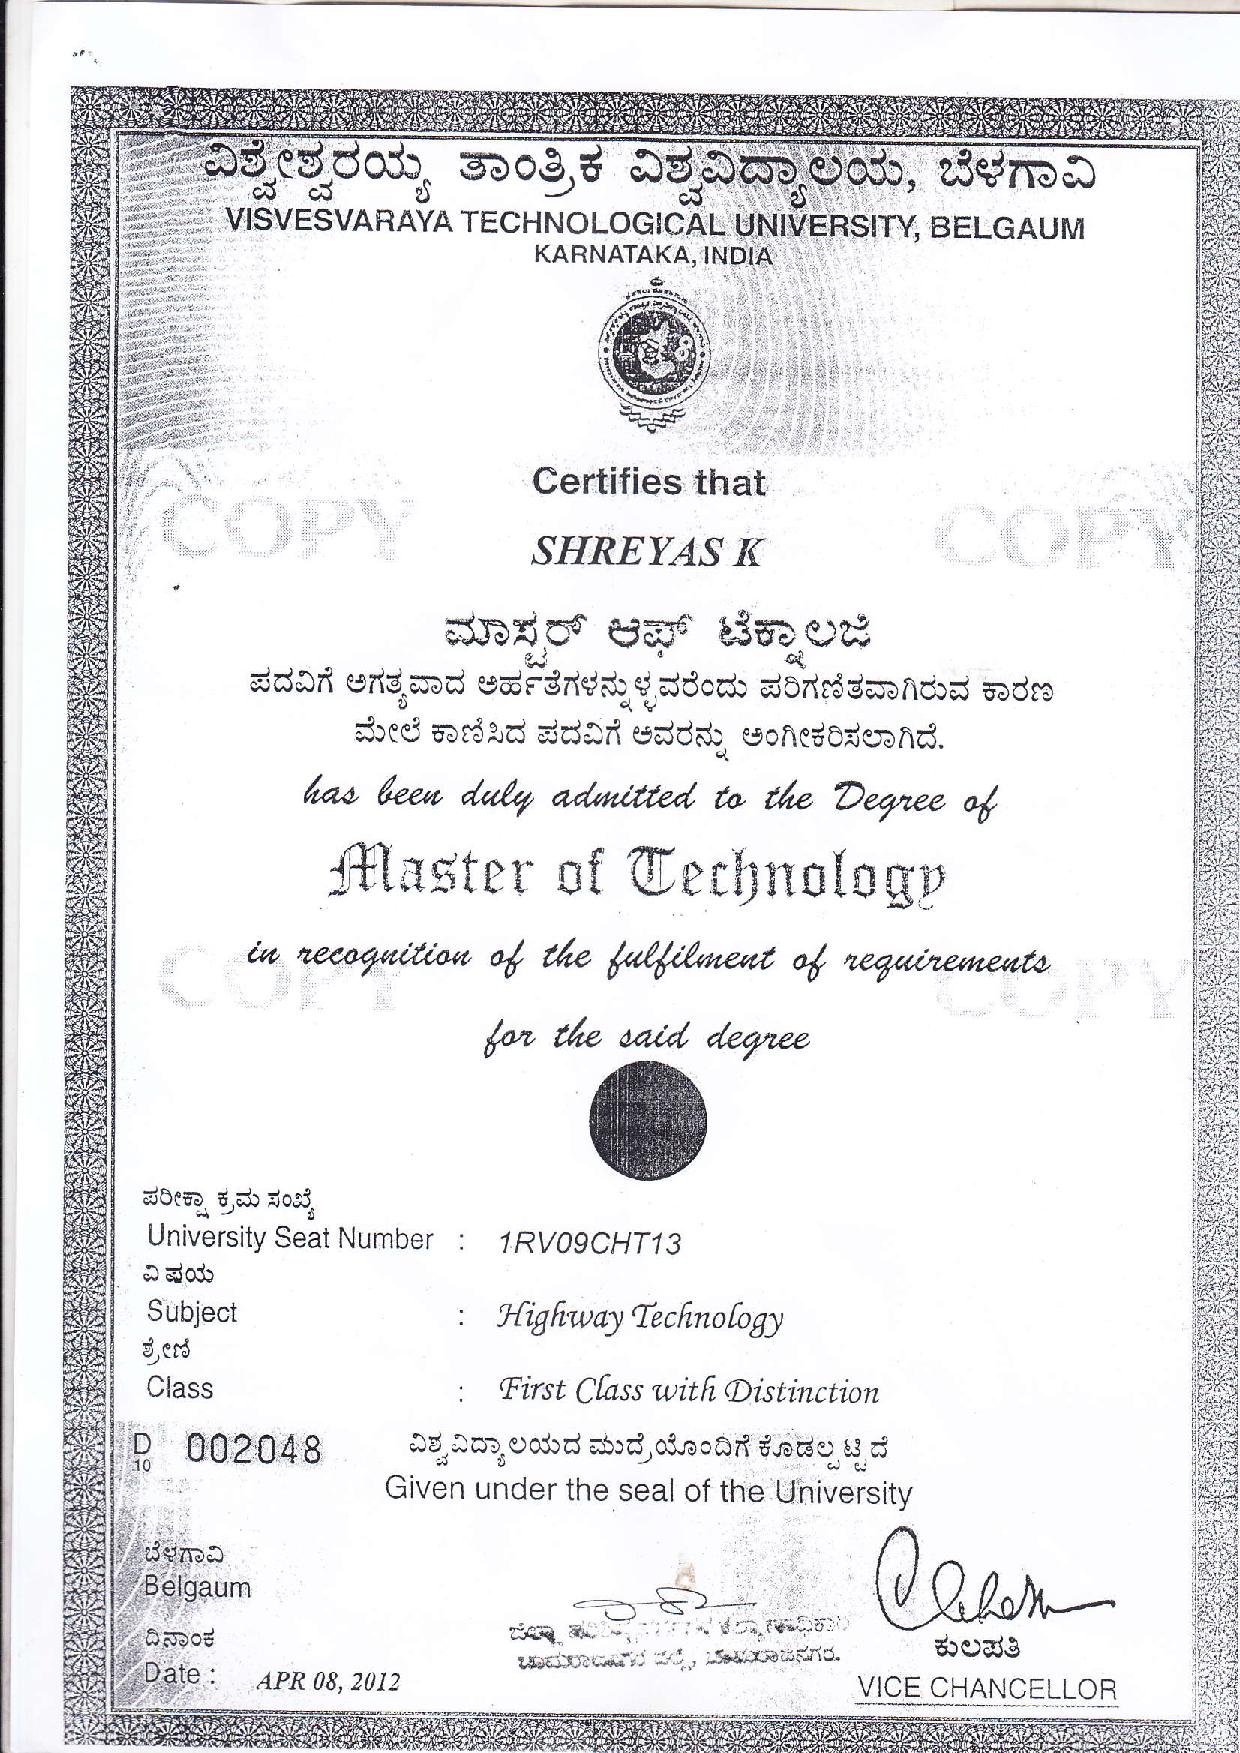 ವಿಶ್ವೇಶ್ವರಯ್ಯ ತಾಂತ್ರಿಕ ವಿಶ್ವವಿದ್ಯಾಲಯ, ಬೆಳಗಾವಿ
VISVESVARAYA TECHNOLOGICAL UNIVERSITY, BELGAUM
KARNATAKA, INDIA
Certifies that
COPY COPY
SHREYAS K
ಮಾಸ್ಟರ್ ಆಫ್ ಟೆಕ್ನಾಲಜಿ
ಪದವಿಗೆ ಅಗತ್ಯವಾದ ಅರ್ಹತೆಗಳನ್ನುಳ್ಳವರೆಂದು ಪರಿಗಣಿತವಾಗಿರುವ ಕಾರಣ
ಮೇಲೆ ಕಾಣಿಸಿದ ಪದವಿಗೆ ಅವರನ್ನು ಅಂಗೀಕರಿಸಲಾಗಿದೆ.
has been duly admitted to the Degree of
Master of Technology
in recognition of the fulfilment of requirements
COPY COPY
for the said degree
ಪರೀಕ್ಷಾ ಕ್ರಮ ಸಂಖ್ಯೆ
University Seat Number : 1RV09CHT13
ವಿಷಯ
Subject : Highway Technology
ಶ್ರೇಣಿ
Class : First Class with Distinction
D 10 002048 ವಿಶ್ವವಿದ್ಯಾಲಯದ ಮುದ್ರೆಯೊಂದಿಗೆ ಕೊಡಲ್ಪಟ್ಟಿದೆ
Given under the seal of the University
ಬೆಳಗಾವಿ
Belgaum
ದಿನಾಂಕ
Date : APR 08, 2012
ಜಿಲ್ಲಾ
ಚಾಮರಾಜನಗರ.
ಕುಲಪತಿ
VICE CHANCELLOR